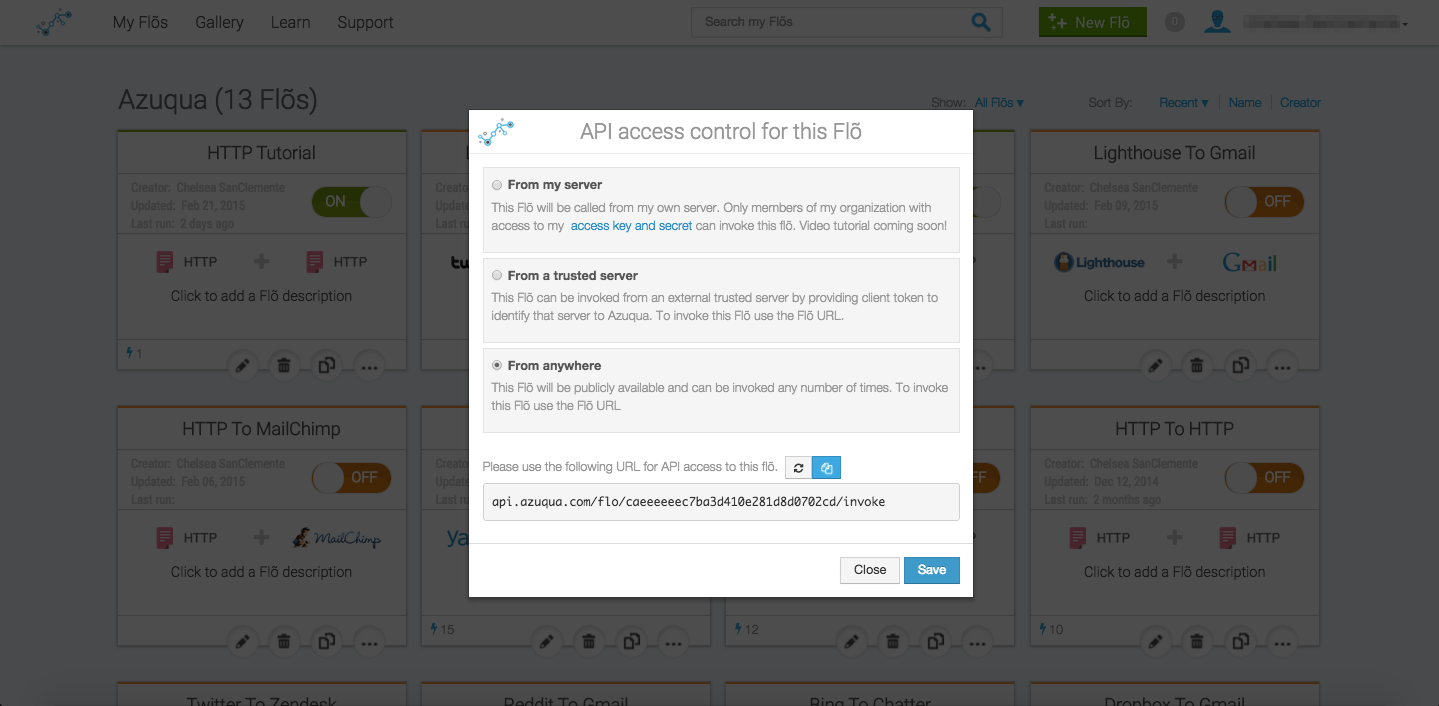 My Flõs Gallery Learn Support
Search my Flõs
New Flõ
0
Azuqua (13 Flõs)
Show: All Flõs ▾
Sort By: Recent ▾ | Name | Creator
HTTP Tutorial
Creator: Chelsea SanClemente
Updated: Feb 21, 2015
Last run: 2 days ago
ON
HTTP + HTTP
Click to add a Flõ description
1
Lighthouse To Gmail
Creator: Chelsea SanClemente
Updated: Feb 09, 2015
Last run:
OFF
Lighthouse + Gmail
Click to add a Flõ description
API access control for this Flõ
From my server
This Flõ will be called from my own server. Only members of my organization with
access to my access key and secret can invoke this flõ. Video tutorial coming soon!
From a trusted server
This Flõ can be invoked from an external trusted server by providing client token to
identify that server to Azuqua. To invoke this Flõ use the Flõ URL.
From anywhere
This Flõ will be publicly available and can be invoked any number of times. To invoke
this Flõ use the Flõ URL
Please use the following URL for API access to this flõ.
api.azuqua.com/flo/caeeeeeec7ba3d410e281d8d0702cd/invoke
Close Save
HTTP To MailChimp
Creator: Chelsea SanClemente
Updated: Feb 06, 2015
Last run:
OFF
HTTP + MailChimp
Click to add a Flõ description
15
12
HTTP To HTTP
Creator: Chelsea SanClemente
Updated: Dec 12, 2014
Last run: 2 months ago
OFF
HTTP + HTTP
Click to add a Flõ description
10
Twitter To Zendesk
Reddit To Gmail
Bing To Chatter
Dropbox To Gmail